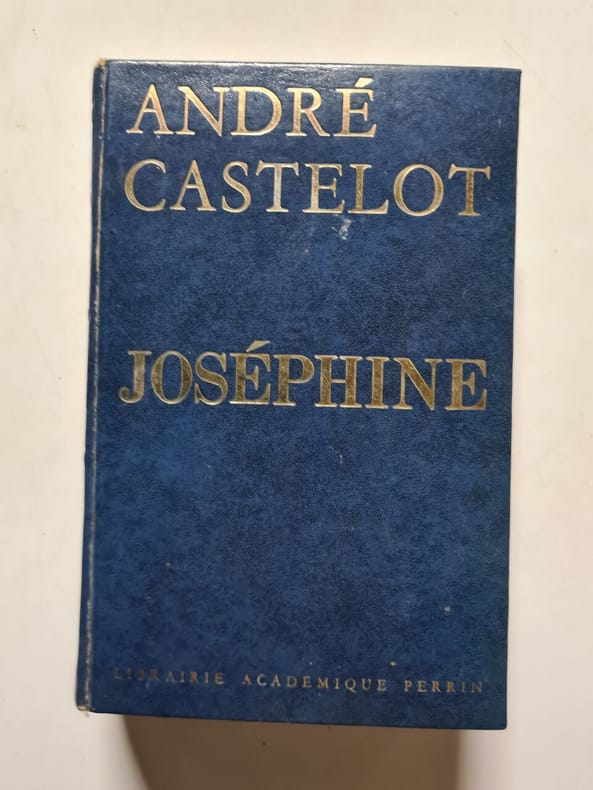 ANDRÉ
CASTELOT
JOSÉPHINE
LIBRAIRIE ACADÉMIQUE PERRIN